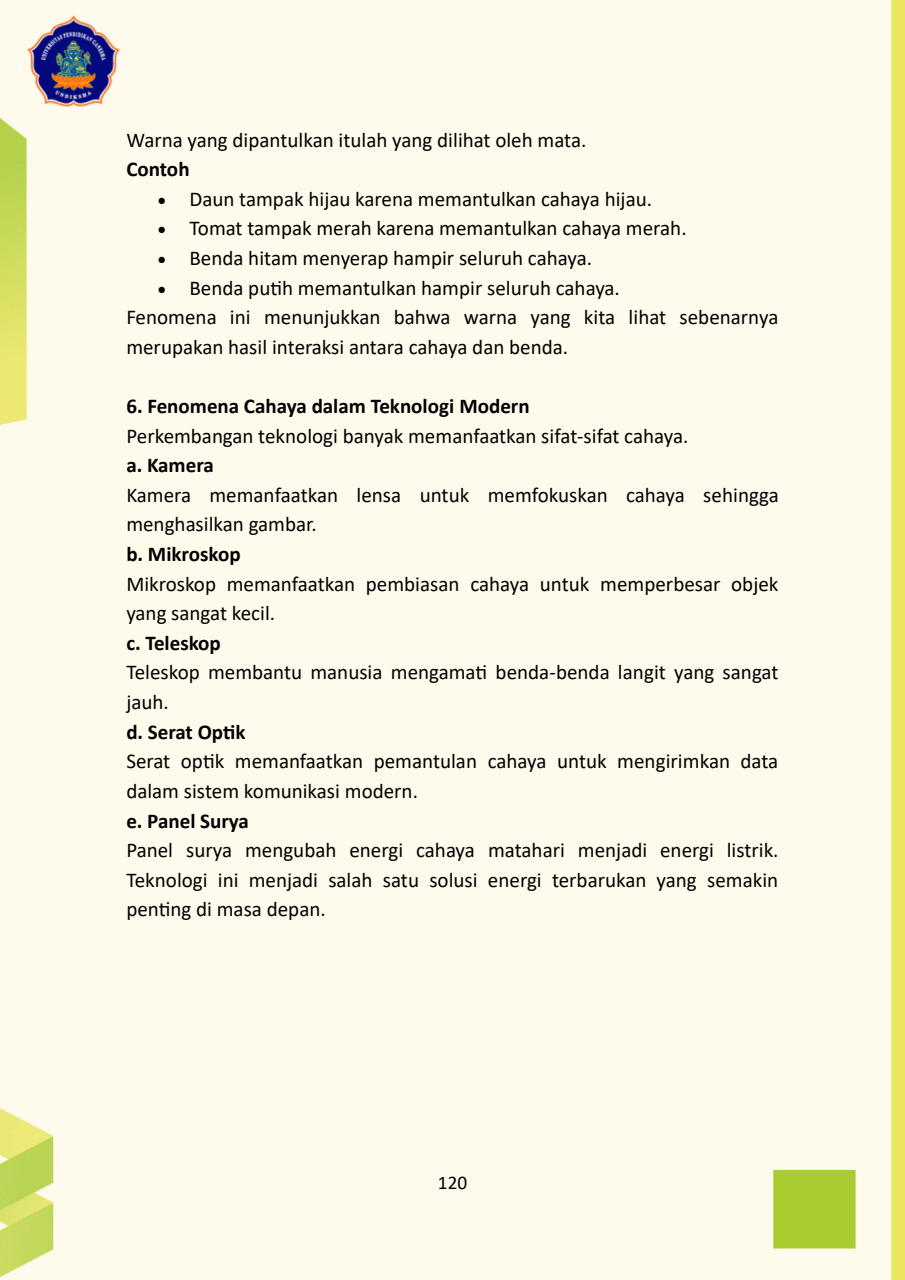 UNIVERSITAS PENDIDIKAN GANESHA
UNDIKSHA
Warna yang dipantulkan itulah yang dilihat oleh mata.
Contoh
• Daun tampak hijau karena memantulkan cahaya hijau.
• Tomat tampak merah karena memantulkan cahaya merah.
• Benda hitam menyerap hampir seluruh cahaya.
• Benda putih memantulkan hampir seluruh cahaya.
Fenomena ini menunjukkan bahwa warna yang kita lihat sebenarnya
merupakan hasil interaksi antara cahaya dan benda.
6. Fenomena Cahaya dalam Teknologi Modern
Perkembangan teknologi banyak memanfaatkan sifat-sifat cahaya.
a. Kamera
Kamera memanfaatkan lensa untuk memfokuskan cahaya sehingga
menghasilkan gambar.
b. Mikroskop
Mikroskop memanfaatkan pembiasan cahaya untuk memperbesar objek
yang sangat kecil.
c. Teleskop
Teleskop membantu manusia mengamati benda-benda langit yang sangat
jauh.
d. Serat Optik
Serat optik memanfaatkan pemantulan cahaya untuk mengirimkan data
dalam sistem komunikasi modern.
e. Panel Surya
Panel surya mengubah energi cahaya matahari menjadi energi listrik.
Teknologi ini menjadi salah satu solusi energi terbarukan yang semakin
penting di masa depan.
120